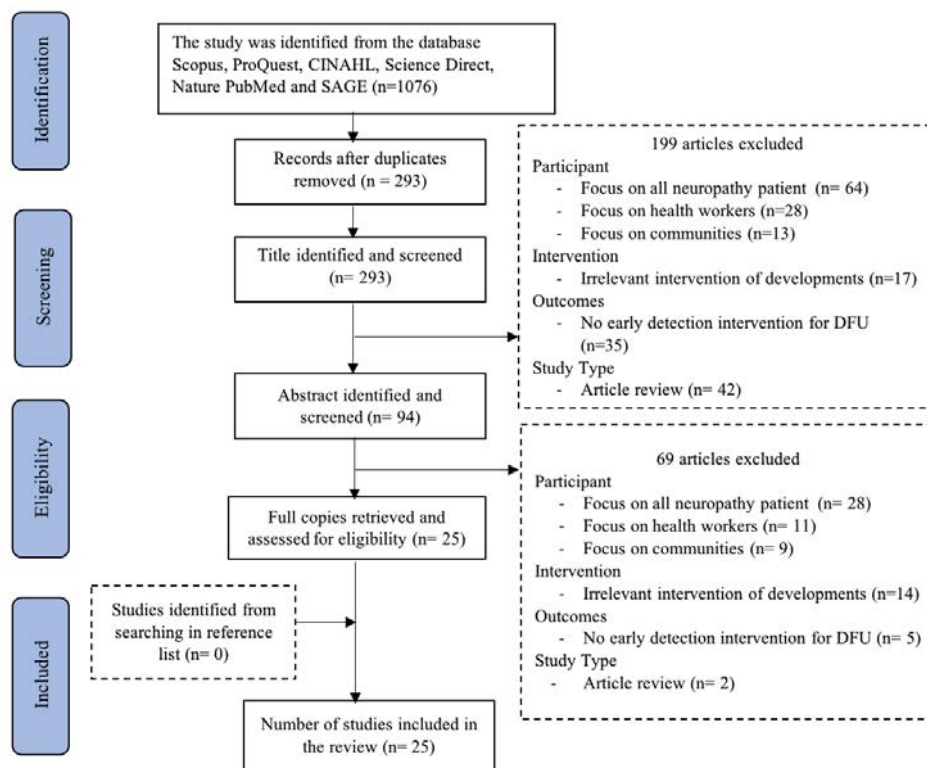 Identification
The study was identified from the database
Scopus, ProQuest, CINAHL, Science Direct,
Nature PubMed and SAGE (n=1076)
Records after duplicates
removed (n = 293)
199 articles excluded
Participant
- Focus on all neuropathy patient (n= 64)
- Focus on health workers (n=28)
- Focus on communities (n=13)
Intervention
- Irrelevant intervention of developments (n=17)
Outcomes
- No early detection intervention for DFU
(n=35)
Study Type
- Article review (n= 42)
Screening
Title identified and screened
(n= 293)
Abstract identified and
screened (n= 94)
Eligibility
69 articles excluded
Participant
- Focus on all neuropathy patient (n= 28)
- Focus on health workers (n= 11)
- Focus on communities (n= 9)
Intervention
- Irrelevant intervention of developments (n=14)
Outcomes
- No early detection intervention for DFU (n= 5)
Study Type
- Article review (n= 2)
Full copies retrieved and
assessed for eligibility (n= 25)
Included
Studies identified from
searching in reference
list (n= 0)
Number of studies included in
the review (n= 25)